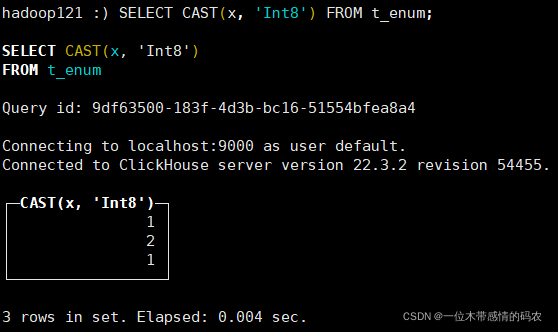 hadoop121 :) SELECT CAST(x, 'Int8') FROM t_enum;
SELECT CAST(x, 'Int8')
FROM t_enum
Query id: 9df63500-183f-4d3b-bc16-51554bfea8a4
Connecting to localhost:9000 as user default.
Connected to ClickHouse server version 22.3.2 revision 54455.
CAST(x, 'Int8')
1
2
1
3 rows in set. Elapsed: 0.004 sec.
CSDN @一位木带感情的码农